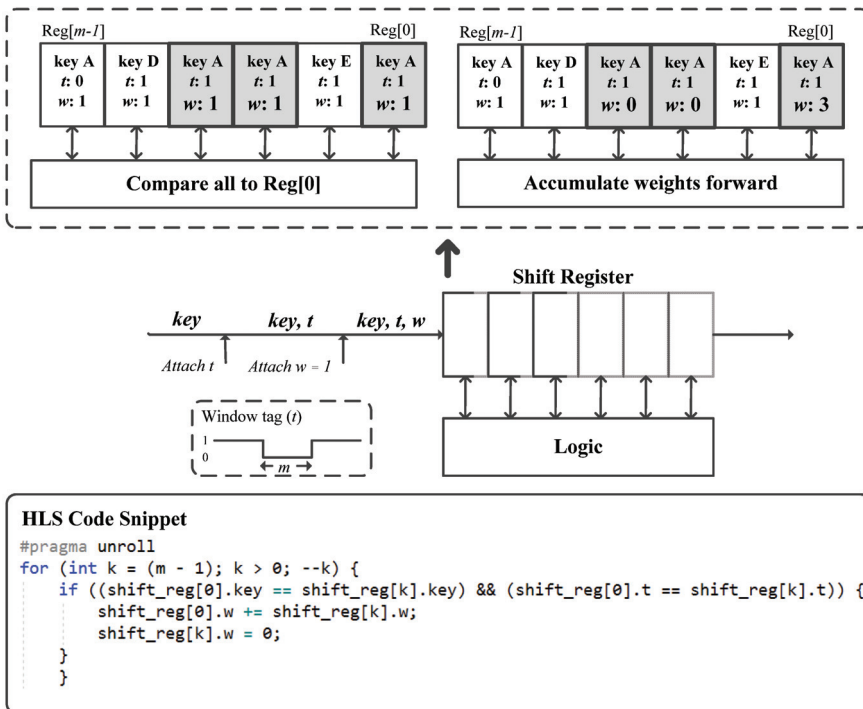 Reg[m-1] Reg[0] Reg[m-1] Reg[0]
key A key D key A key A key E key A key A key D key A key A key E key A
t: 0 t: 1 t: 1 t: 1 t: 1 t: 1 t: 0 t: 1 t: 1 t: 1 t: 1 t: 1
w: 1 w: 1 w: 1 w: 1 w: 1 w: 1 w: 1 w: 1 w: 0 w: 0 w: 1 w: 3
Compare all to Reg[0] Accumulate weights forward
Shift Register
key key, t key, t, w
Attach t Attach w = 1
Window tag (t)
1
0
m
Logic
HLS Code Snippet
#pragma unroll
for (int k = (m - 1); k > 0; --k) {
if ((shift_reg[0].key == shift_reg[k].key) && (shift_reg[0].t == shift_reg[k].t)) {
shift_reg[0].w += shift_reg[k].w;
shift_reg[k].w = 0;
}
}